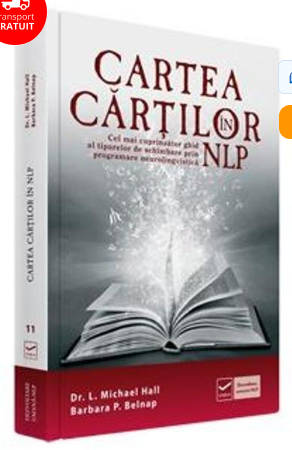 transport
GRATUIT
CARTEA
CĂRȚILOR
ÎN
NLP
Cel mai cuprinzător ghid
al tiparelor de schimbare prin
programare neurolingvistică
Dr. L. Michael Hall
Barbara P. Belnap
Dr. L. Michael Hall
Barbara P. Belnap
CARTEA CĂRȚILOR ÎN NLP
11
DEZVOLTARE